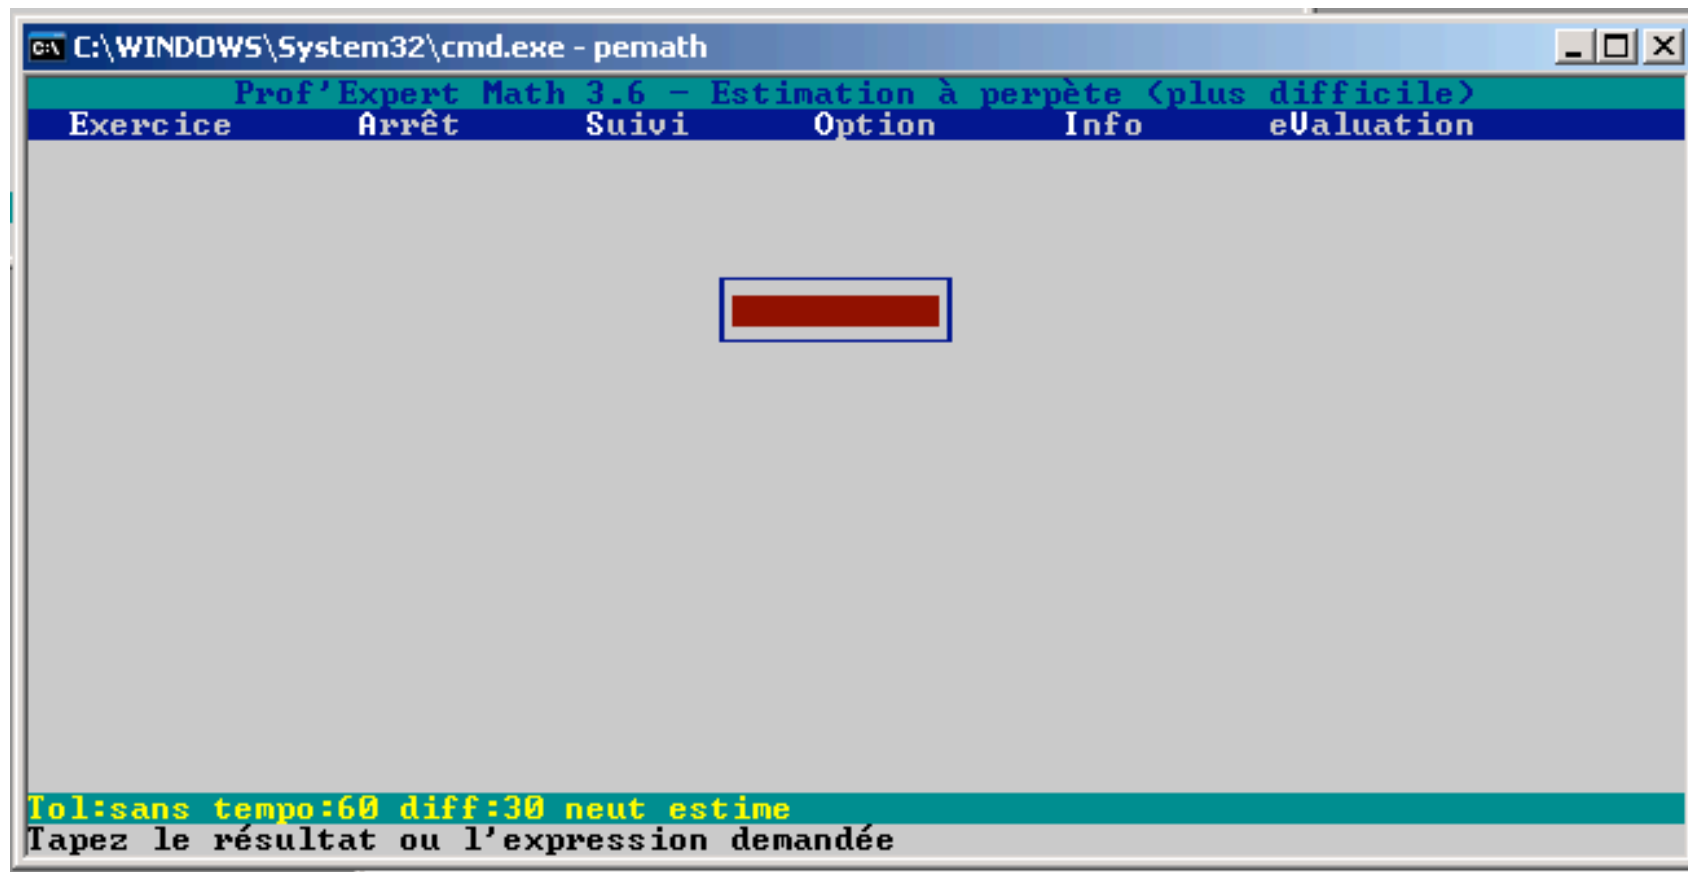 C:\WINDOWS\System32\cmd.exe - pemath
Prof'Expert Math 3.6 - Estimation à perpète (plus difficile)
Exercice Arrêt Suivi Option Info eValuation
Tol:sans tempo:60 diff:30 neut estime
Tapez le résultat ou l'expression demandée